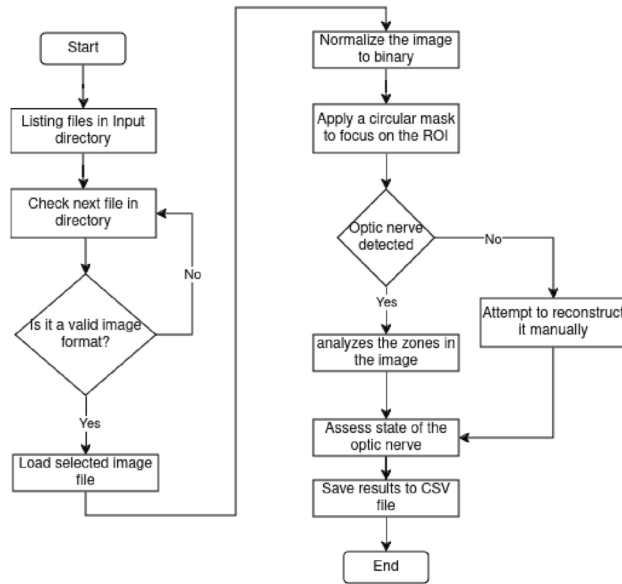 Start
Listing files in Input
directory
Check next file in
directory
No
Is it a valid image
format?
Yes
Load selected image
file
Normalize the image
to binary
Apply a circular mask
to focus on the ROI
Optic nerve
detected
No
Yes
Attempt to reconstruct
it manually
analyzes the zones in
the image
Assess state of the
optic nerve
Save results to CSV
file
End